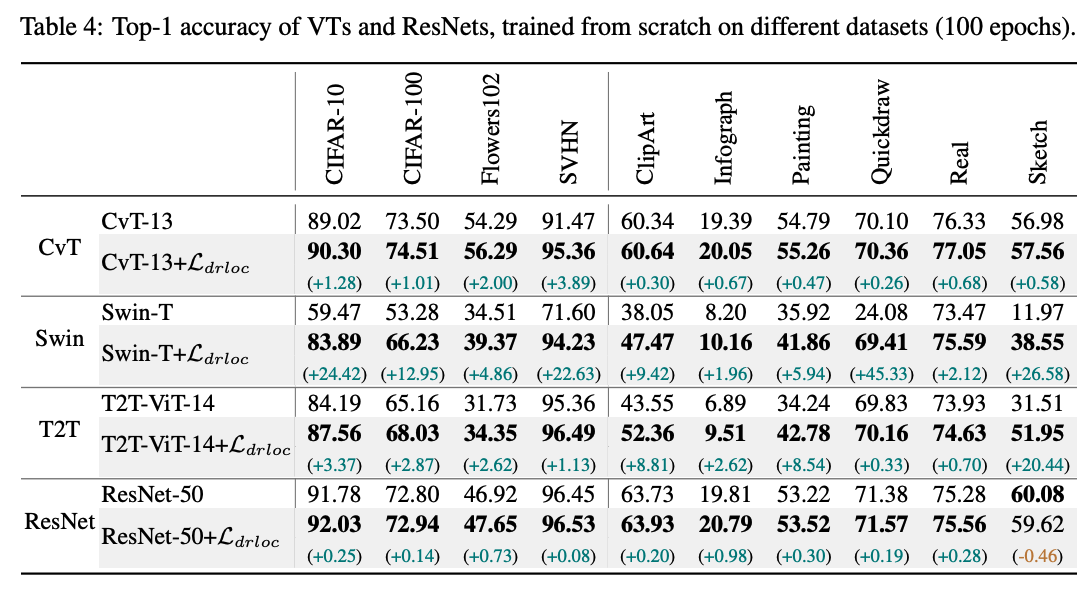 Table 4: Top-1 accuracy of VTs and ResNets, trained from scratch on different datasets (100 epochs).
CIFAR-10 CIFAR-100 Flowers102 SVHN ClipArt Infograph Painting Quickdraw Real Sketch
CvT
CvT-13 89.02 73.50 54.29 91.47 60.34 19.39 54.79 70.10 76.33 56.98
CvT-13+ℒdrloc 90.30 74.51 56.29 95.36 60.64 20.05 55.26 70.36 77.05 57.56
(+1.28) (+1.01) (+2.00) (+3.89) (+0.30) (+0.67) (+0.47) (+0.26) (+0.68) (+0.58)
Swin
Swin-T 59.47 53.28 34.51 71.60 38.05 8.20 35.92 24.08 73.47 11.97
Swin-T+ℒdrloc 83.89 66.23 39.37 94.23 47.47 10.16 41.86 69.41 75.59 38.55
(+24.42) (+12.95) (+4.86) (+22.63) (+9.42) (+1.96) (+5.94) (+45.33) (+2.12) (+26.58)
T2T
T2T-ViT-14 84.19 65.16 31.73 95.36 43.55 6.89 34.24 69.83 73.93 31.51
T2T-ViT-14+ℒdrloc 87.56 68.03 34.35 96.49 52.36 9.51 42.78 70.16 74.63 51.95
(+3.37) (+2.87) (+2.62) (+1.13) (+8.81) (+2.62) (+8.54) (+0.33) (+0.70) (+20.44)
ResNet
ResNet-50 91.78 72.80 46.92 96.45 63.73 19.81 53.22 71.38 75.28 60.08
ResNet-50+ℒdrloc 92.03 72.94 47.65 96.53 63.93 20.79 53.52 71.57 75.56 59.62
(+0.25) (+0.14) (+0.73) (+0.08) (+0.20) (+0.98) (+0.30) (+0.19) (+0.28) (-0.46)